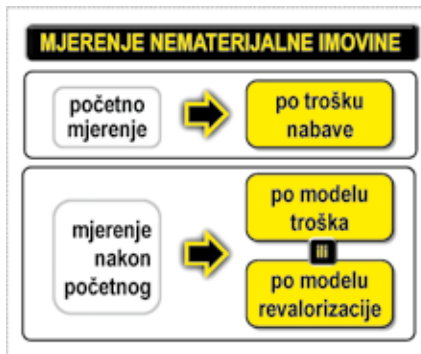 MJERENJE NEMATERIJALNE IMOVINE
početno
mjerenje
po trošku
nabave
mjerenje
nakon
početnog
po modelu
troška
ili
po modelu
revalorizacije